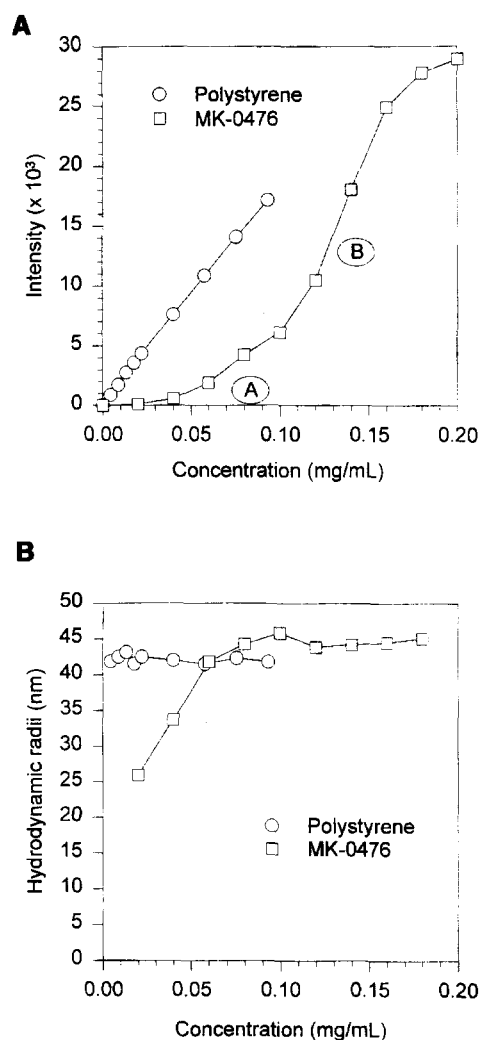 A
30
25
20
15
10
5
0
Intensity (x 10³)
Polystyrene
MK-0476
A
B
0.00 0.05 0.10 0.15 0.20
Concentration (mg/mL)
B
50
45
40
35
30
25
20
15
10
5
0
Hydrodynamic radii (nm)
Polystyrene
MK-0476
0.00 0.05 0.10 0.15 0.20
Concentration (mg/mL)